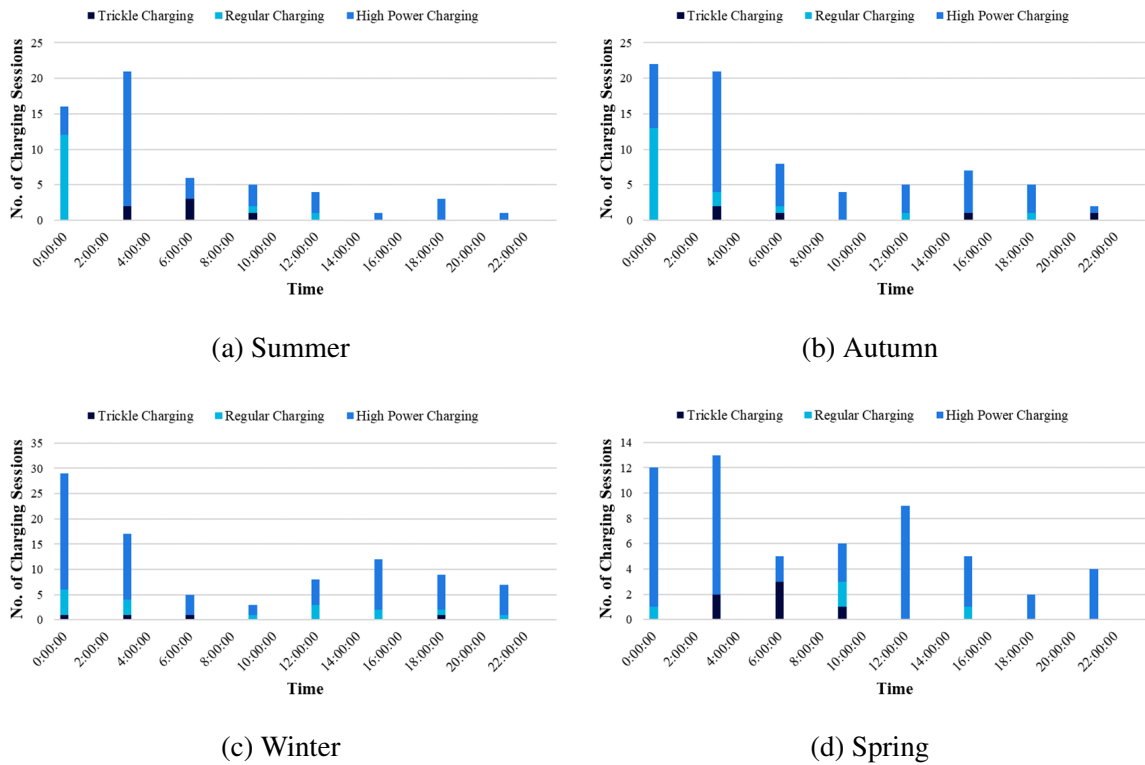 Trickle Charging Regular Charging High Power Charging
No. of Charging Sessions
25
20
15
10
5
0
0:00:00 2:00:00 4:00:00 6:00:00 8:00:00 10:00:00 12:00:00 14:00:00 16:00:00 18:00:00 20:00:00 22:00:00
Time
(a) Summer
Trickle Charging Regular Charging High Power Charging
No. of Charging Sessions
25
20
15
10
5
0
0:00:00 2:00:00 4:00:00 6:00:00 8:00:00 10:00:00 12:00:00 14:00:00 16:00:00 18:00:00 20:00:00 22:00:00
Time
(b) Autumn
Trickle Charging Regular Charging High Power Charging
No. of Charging Sessions
35
30
25
20
15
10
5
0
0:00:00 2:00:00 4:00:00 6:00:00 8:00:00 10:00:00 12:00:00 14:00:00 16:00:00 18:00:00 20:00:00 22:00:00
Time
(c) Winter
Trickle Charging Regular Charging High Power Charging
No. of Charging Sessions
14
12
10
8
6
4
2
0
0:00:00 2:00:00 4:00:00 6:00:00 8:00:00 10:00:00 12:00:00 14:00:00 16:00:00 18:00:00 20:00:00 22:00:00
Time
(d) Spring